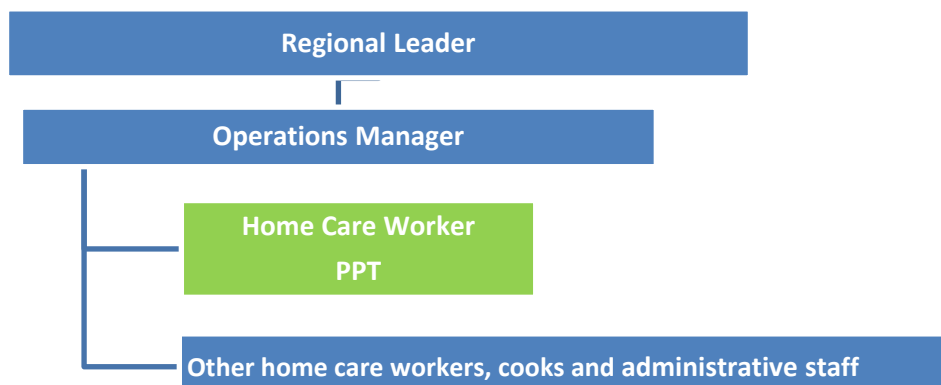 Regional Leader
Operations Manager
Home Care Worker
PPT
Other home care workers, cooks and administrative staff